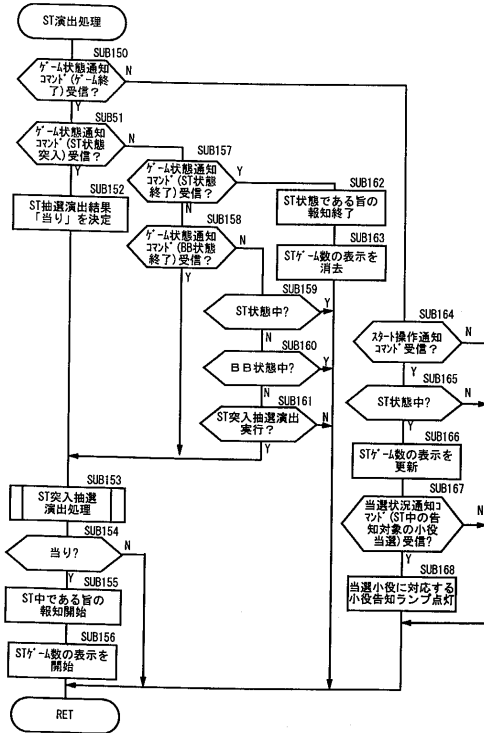 ST演出処理
SUB150
ｹﾞｰﾑ状態通知
ｺﾏﾝﾄﾞ(ｹﾞｰﾑ終
了)受信?
N
Y
SUB51
ｹﾞｰﾑ状態通知
ｺﾏﾝﾄﾞ(ST状態
突入)受信?
N
Y
SUB152
ST抽選演出結果
「当り」を決定
SUB157
ｹﾞｰﾑ状態通知
ｺﾏﾝﾄﾞ(ST状態
終了)受信?
Y
N
SUB158
ｹﾞｰﾑ状態通知
ｺﾏﾝﾄﾞ(BB状態
終了)受信?
N
Y
SUB162
ST状態である旨の
報知終了
SUB163
STｹﾞｰﾑ数の表示を
消去
SUB159
ST状態中?
Y
N
SUB160
ＢＢ状態中?
Y
N
SUB161
ST突入抽選演出
実行?
N
Y
SUB153
ST突入抽選
演出処理
SUB154
当り?
N
Y
SUB155
ST中である旨の
報知開始
SUB156
STｹﾞｰﾑ数の表示を
開始
RET
SUB164
スタート操作通知
ｺﾏﾝﾄﾞ受信?
N
Y
SUB165
ST状態中?
N
Y
SUB166
STｹﾞｰﾑ数の表示を
更新
SUB167
当選状況通知ｺ
ﾏﾝﾄﾞ(ST中の告
知対象の小役
当選)受信?
N
Y
SUB168
当選小役に対応する
小役告知ランプ点灯